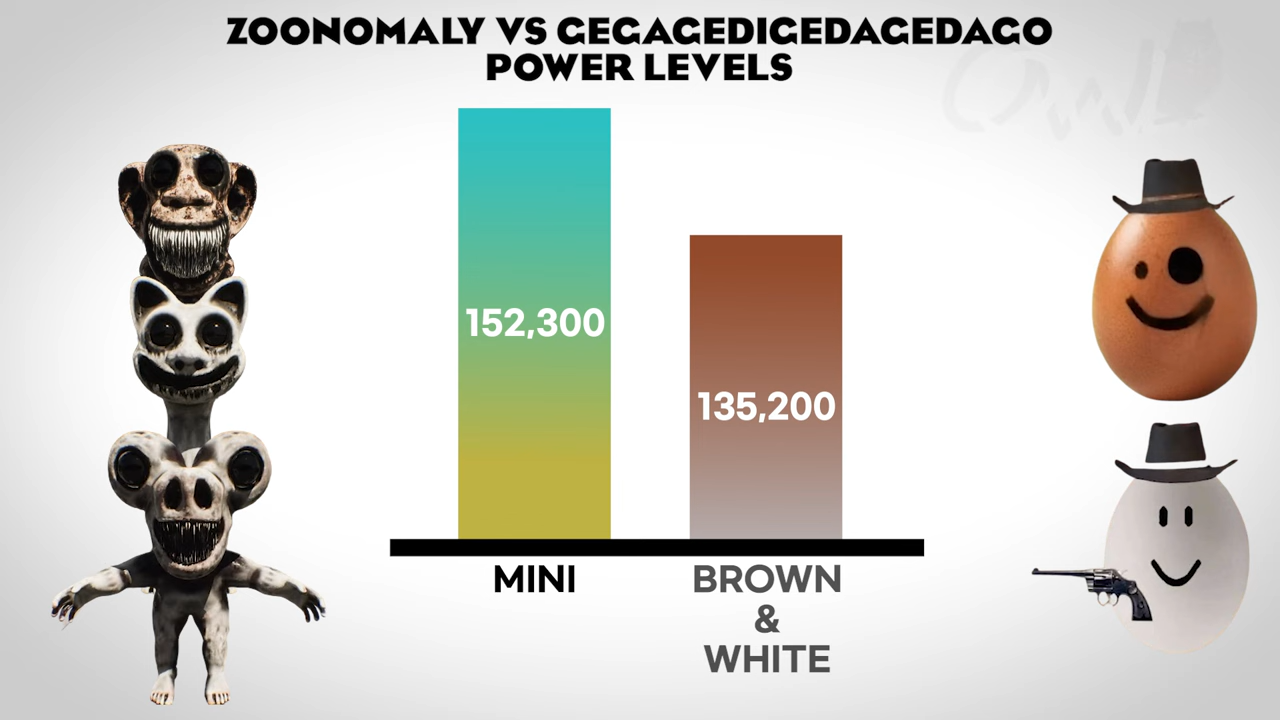 ZOONOMALY VS GEGAGEDIGEDAGEDAGO
POWER LEVELS
152,300
135,200
MINI
BROWN
&
WHITE